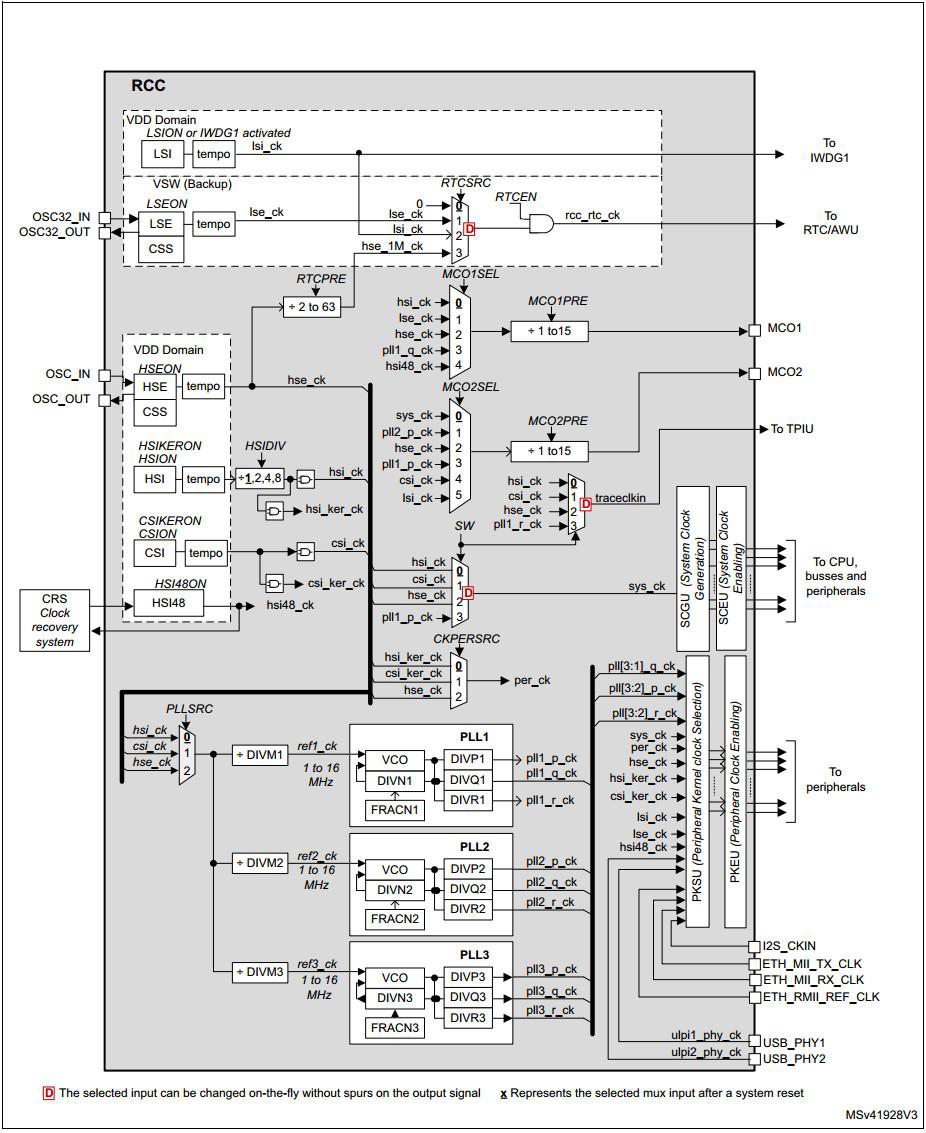 RCC
VDD Domain
LSION or IWDG1 activated
LSI
tempo
lsi_ck
To
IWDG1
VSW (Backup)
LSEON
OSC32_IN
OSC32_OUT
LSE
tempo
CSS
lse_ck
RTCSRC
0
lse_ck
lsi_ck
hse_1M_ck
0
1
2
3
D
RTCEN
rcc_rtc_ck
To
RTC/AWU
RTCPRE
÷ 2 to 63
MCO1SEL
hsi_ck
lse_ck
hse_ck
pll1_q_ck
hsi48_ck
0
1
2
3
4
MCO1PRE
÷ 1 to15
MCO1
VDD Domain
HSEON
OSC_IN
OSC_OUT
HSE
tempo
CSS
hse_ck
MCO2SEL
sys_ck
pll2_p_ck
hse_ck
pll1_p_ck
csi_ck
lsi_ck
0
1
2
3
4
5
MCO2PRE
÷ 1 to15
MCO2
To TPIU
HSIKERON
HSION
HSI
tempo
HSIDIV
÷1,2,4,8
hsi_ck
hsi_ker_ck
hsi_ck
csi_ck
hse_ck
pll1_r_ck
0
1
2
3
D
traceclkin
CSIKERON
CSION
CSI
tempo
csi_ck
csi_ker_ck
HSI48ON
HSI48
hsi48_ck
CRS
Clock
recovery
system
SW
hsi_ck
csi_ck
hse_ck
pll1_p_ck
0
1
2
3
D
sys_ck
SCGU (System Clock
Generation)
SCEU (System Clock
Enabling)
To CPU,
busses and
peripherals
CKPERSRC
hsi_ker_ck
csi_ker_ck
hse_ck
0
1
2
per_ck
PLLSRC
hsi_ck
csi_ck
hse_ck
0
1
2
÷ DIVM1
ref1_ck
1 to 16
MHz
PLL1
VCO
DIVN1
FRACN1
DIVP1
DIVQ1
DIVR1
pll1_p_ck
pll1_q_ck
pll1_r_ck
÷ DIVM2
ref2_ck
1 to 16
MHz
PLL2
VCO
DIVN2
FRACN2
DIVP2
DIVQ2
DIVR2
pll2_p_ck
pll2_q_ck
pll2_r_ck
÷ DIVM3
ref3_ck
1 to 16
MHz
PLL3
VCO
DIVN3
FRACN3
DIVP3
DIVQ3
DIVR3
pll3_p_ck
pll3_q_ck
pll3_r_ck
pll[3:1]_q_ck
pll[3:2]_p_ck
pll[3:2]_r_ck
sys_ck
per_ck
hse_ck
hsi_ker_ck
csi_ker_ck
lsi_ck
lse_ck
hsi48_ck
PKSU (Peripheral Kernel clock Selection)
PKEU (Peripheral Clock Enabling)
To
peripherals
I2S_CKIN
ETH_MII_TX_CLK
ETH_MII_RX_CLK
ETH_RMII_REF_CLK
ulpi1_phy_ck
USB_PHY1
ulpi2_phy_ck
USB_PHY2
D The selected input can be changed on-the-fly without spurs on the output signal
x Represents the selected mux input after a system reset
MSv41928V3